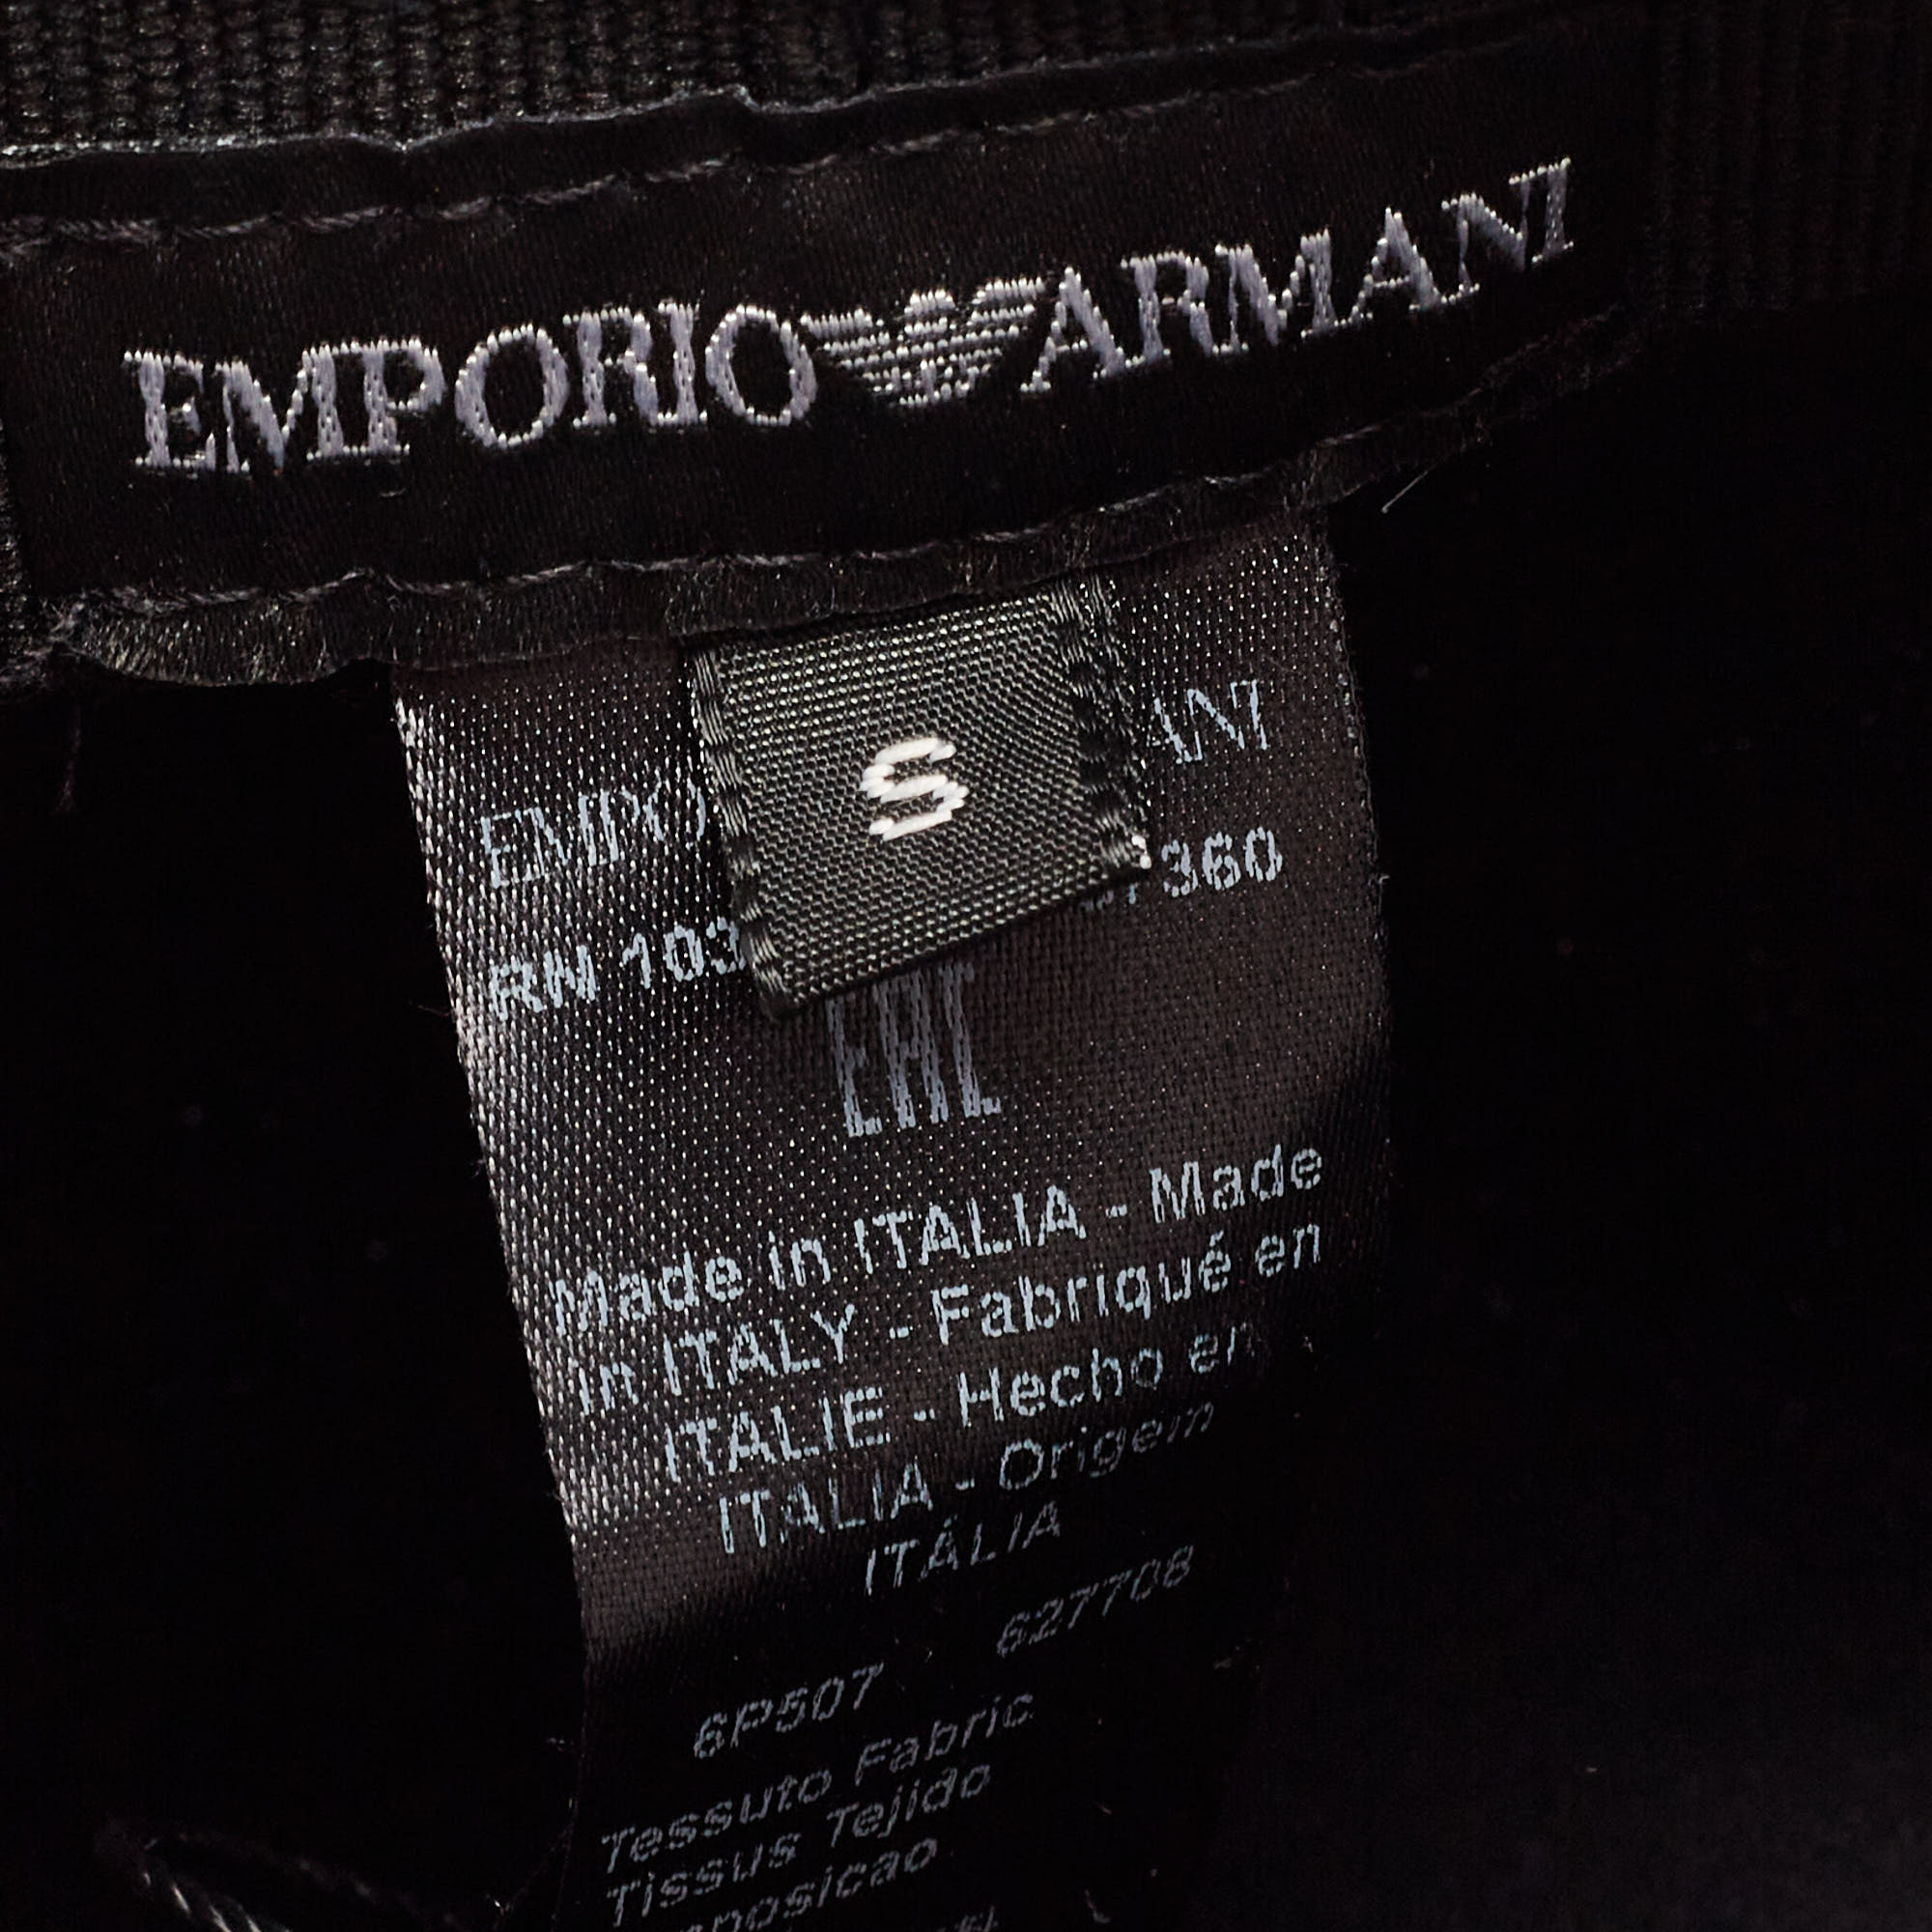 EMPORIO ARMANI
S
EMPO ANI
RN 103 360
EAC
Made in ITALIA - Made
in ITALY - Fabriqué en
ITALIE - Hecho en
ITALIA - Origem
ITÁLIA
6P507 627708
Tessuto Fabric
Tissus Tejido